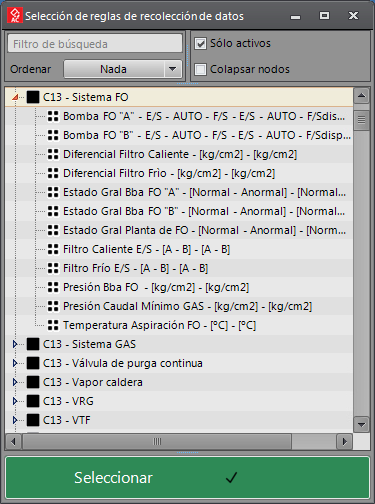 Selección de reglas de recolección de datos
Filtro de búsqueda
Ordenar
Nada
Sólo activos
Colapsar nodos
C13 - Sistema FO
Bomba FO "A" - E/S - AUTO - F/S - E/S - AUTO - F/Sdis...
Bomba FO "B" - E/S - AUTO - F/S - E/S - AUTO - F/Sdisp...
Diferencial Filtro Caliente - [kg/cm2] - [kg/cm2]
Diferencial Filtro Frìo - [kg/cm2] - [kg/cm2]
Estado Gral Bba FO "A" - [Normal - Anormal] - [Normal...
Estado Gral Bba FO "B" - [Normal - Anormal] - [Normal...
Estado Gral Planta de FO - [Normal - Anormal] - [Norm...
Filtro Caliente E/S - [A - B] - [A - B]
Filtro Frío E/S - [A - B] - [A - B]
Presión Bba FO - [kg/cm2] - [kg/cm2]
Presión Caudal Mínimo GAS - [kg/cm2] - [kg/cm2]
Temperatura Aspiración FO - [ºC] - [ºC]
C13 - Sistema GAS
C13 - Válvula de purga continua
C13 - Vapor caldera
C13 - VRG
C13 - VTF
Seleccionar